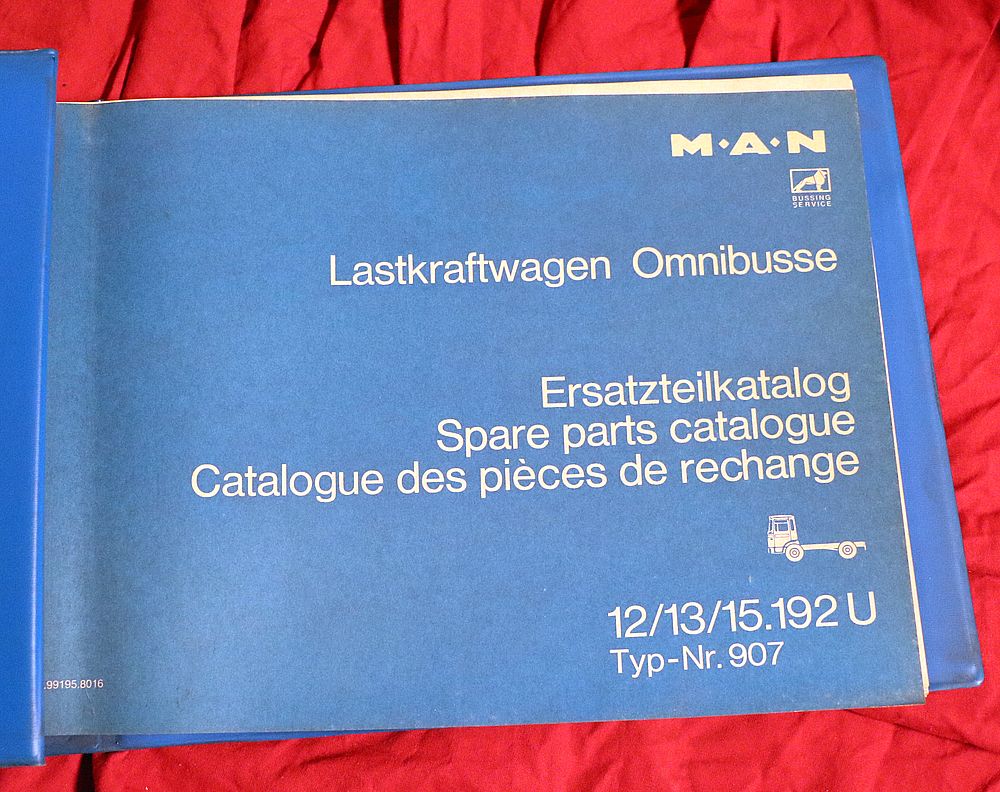 M·A·N
BUSSING
SERVICE
Lastkraftwagen Omnibusse
Ersatzteilkatalog
Spare parts catalogue
Catalogue des pièces de rechange
12/13/15.192 U
Typ-Nr. 907
.99195.8016